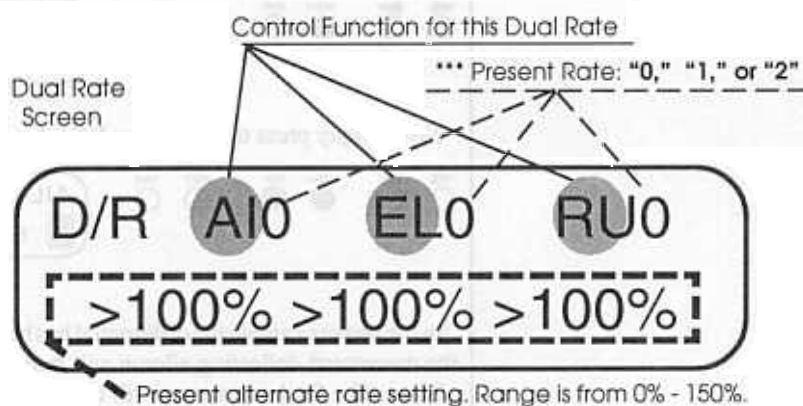 Control Function for this Dual Rate
*** Present Rate: “0,” “1,” or “2”
Dual Rate
Screen
D/R AI0 EL0 RU0
>100% >100% >100%
Present alternate rate setting. Range is from 0% - 150%.